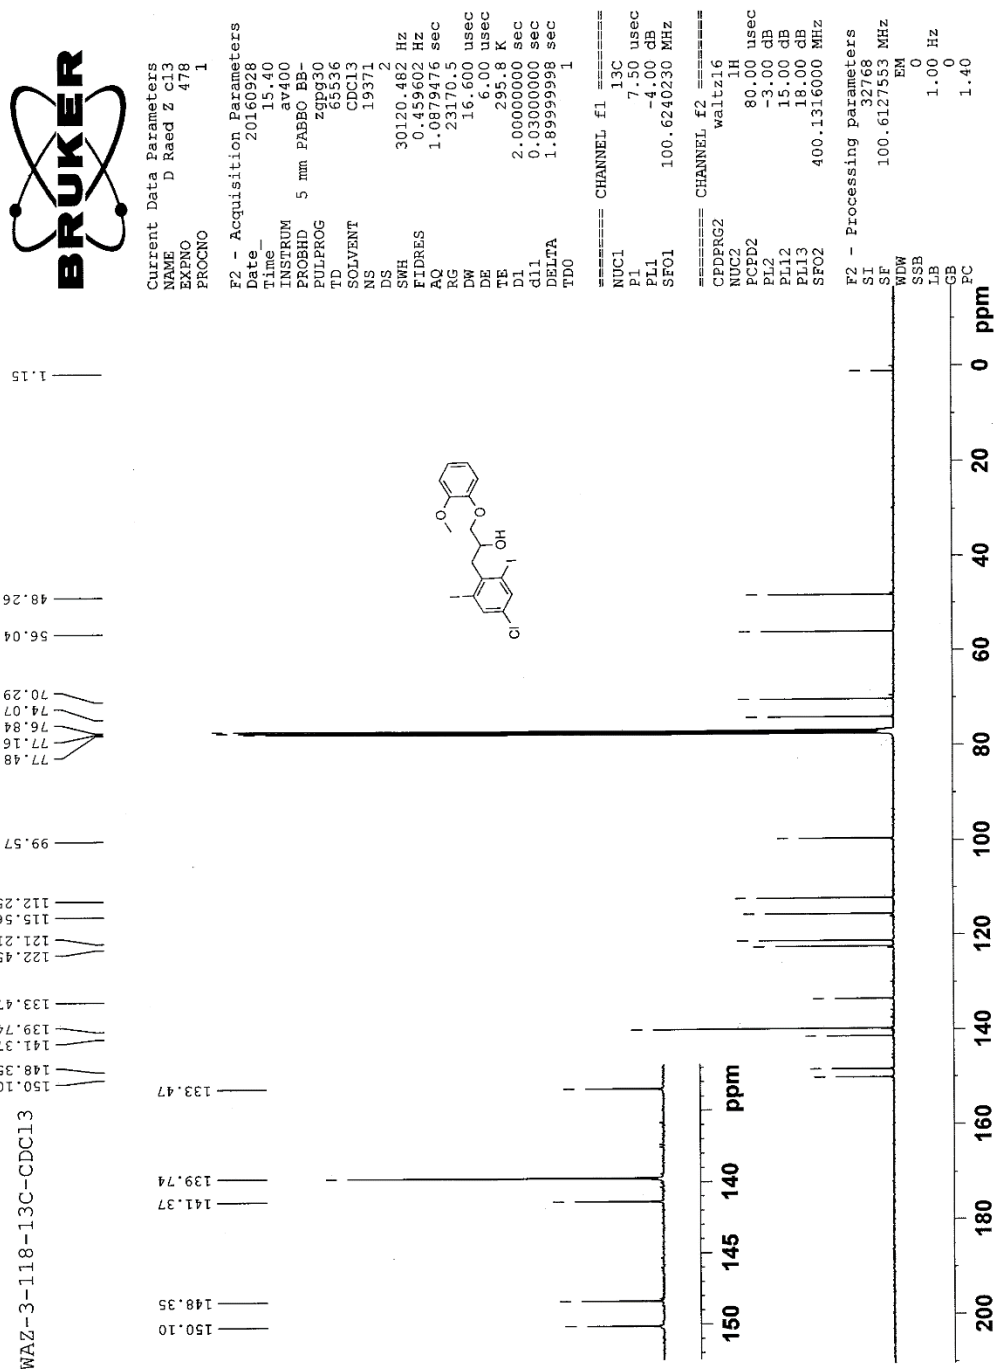 WAZ-3-118-13C-CDCl3
150.10
148.35
141.37
139.74
133.47
122.45
121.21
115.56
112.25
99.57
77.48
77.16
76.84
74.07
70.29
56.04
48.26
1.15
BRUKER
Current Data Parameters
NAME D Raed Z c13
EXPNO 478
PROCNO 1
F2 - Acquisition Parameters
Date_ 20160928
Time_ 15.40
INSTRUM av400
PROBHD 5 mm PABBO BB-
PULPROG zgpg30
TD 65536
SOLVENT CDCl3
NS 19371
DS 2
SWH 30120.482 Hz
FIDRES 0.459602 Hz
AQ 1.0879476 sec
RG 23170.5
DW 16.600 usec
DE 6.00 usec
TE 295.8 K
D1 2.00000000 sec
d11 0.03000000 sec
DELTA 1.89999998 sec
TD0 1
======== CHANNEL f1 ========
NUC1 13C
P1 7.50 usec
PL1 -4.00 dB
SFO1 100.6240230 MHz
======== CHANNEL f2 ========
CPDPRG2 waltz16
NUC2 1H
PCPD2 80.00 usec
PL2 -3.00 dB
PL12 15.00 dB
PL13 18.00 dB
SFO2 400.1316000 MHz
F2 - Processing parameters
SI 32768
SF 100.6127553 MHz
WDW EM
SSB 0
LB 1.00 Hz
GB 0
PC 1.40
O
O
OH
I
I
Cl
150.10
148.35
141.37
139.74
133.47
150 145 140 ppm
200 180 160 140 120 100 80 60 40 20 0 ppm